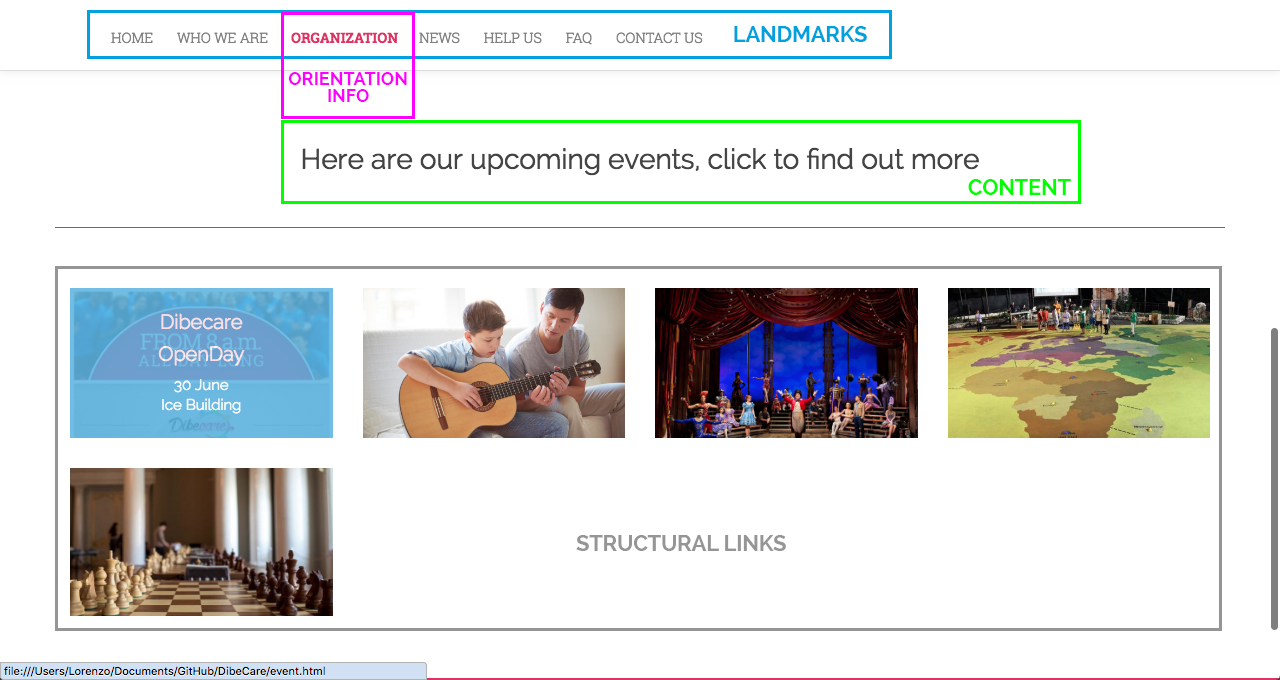 HOME WHO WE ARE ORGANIZATION NEWS HELP US FAQ CONTACT US LANDMARKS
ORIENTATION
INFO
Here are our upcoming events, click to find out more
CONTENT
Dibecare
FROM 8 a.m.
OpenDay
ALL DAY LONG
30 June
Ice Building
Dibecare
STRUCTURAL LINKS
file:///Users/Lorenzo/Documents/GitHub/DibeCare/event.html